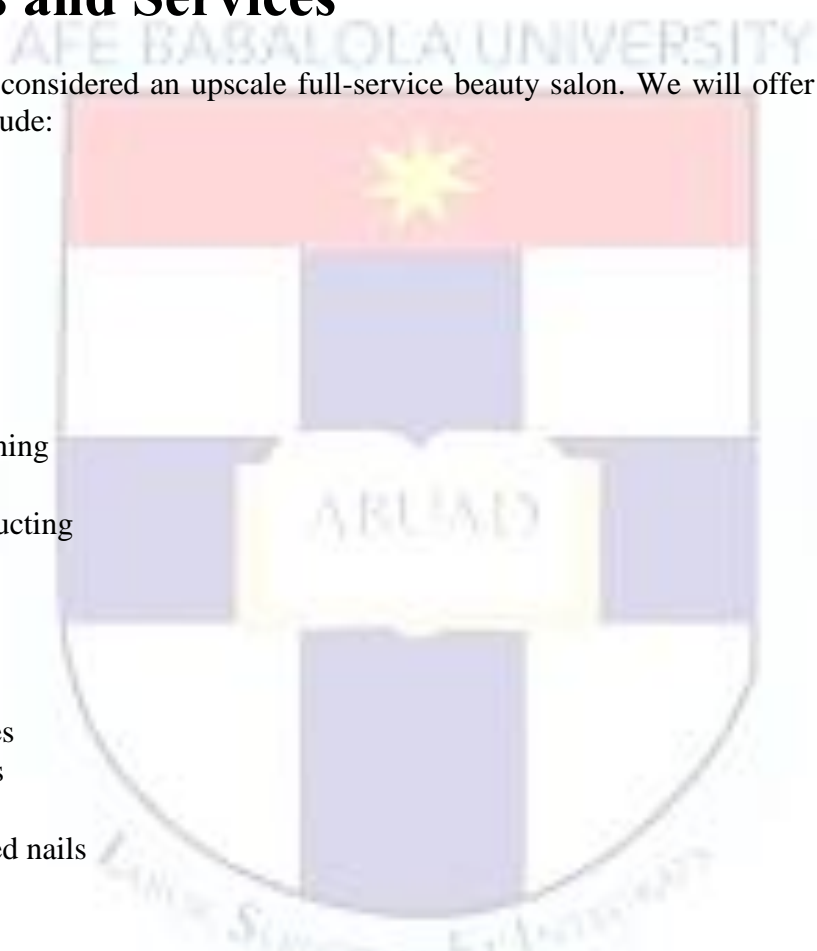 s and Services
AFE BABALOLA UNIVERSITY
considered an upscale full-service beauty salon. We will offer
ude:
ning
ucting
ABUAD
es
s
ed nails